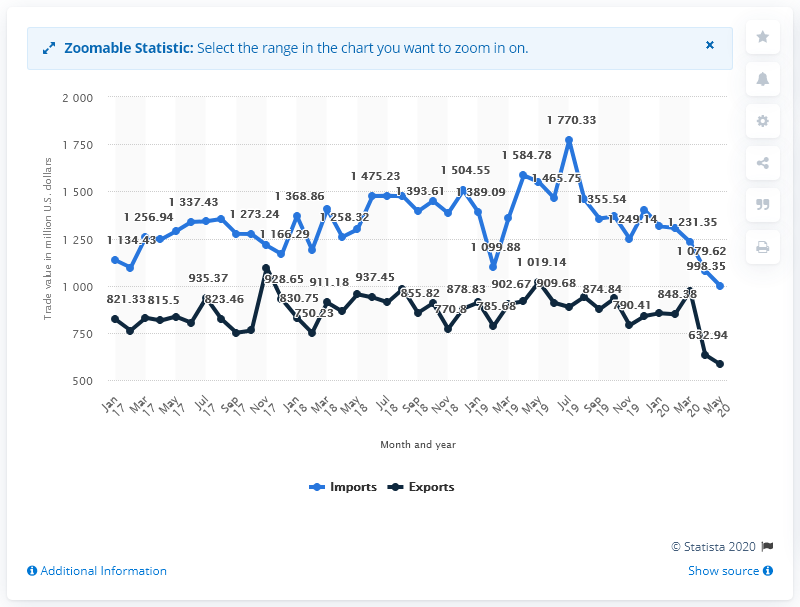 Zoomable Statistic: Select the range in the chart you want to zoom in on.
2 000
1 750
1 500
1 250
1 000
750
500
Trade value in million U.S. dollars
1 134.43
1 256.94
1 337.43
1 273.24
1 166.29
1 368.86
1 258.32
1 475.23
1 393.61
1 504.55
1 389.09
1 099.88
1 584.78
1 465.75
1 770.33
1 355.54
1 249.14
1 231.35
1 079.62
998.35
821.33
815.5
935.37
823.46
928.65
830.75
750.23
911.18
937.45
855.82
770.8
878.83
785.68
902.67
1 019.14
909.68
874.84
790.41
848.38
632.94
Jan 17
Mar 17
May 17
Jul 17
Sep 17
Nov 17
Jan 18
Mar 18
May 18
Jul 18
Sep 18
Nov 18
Jan 19
Mar 19
May 19
Jul 19
Sep 19
Nov 19
Jan 20
Mar 20
May 20
Month and year
Imports Exports
© Statista 2020
Additional Information
Show source